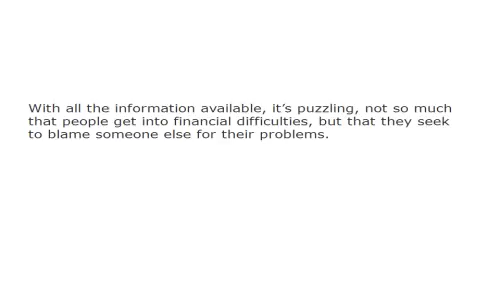 With all the information available, it’s puzzling, not so much
that people get into financial difficulties, but that they seek
to blame someone else for their problems.